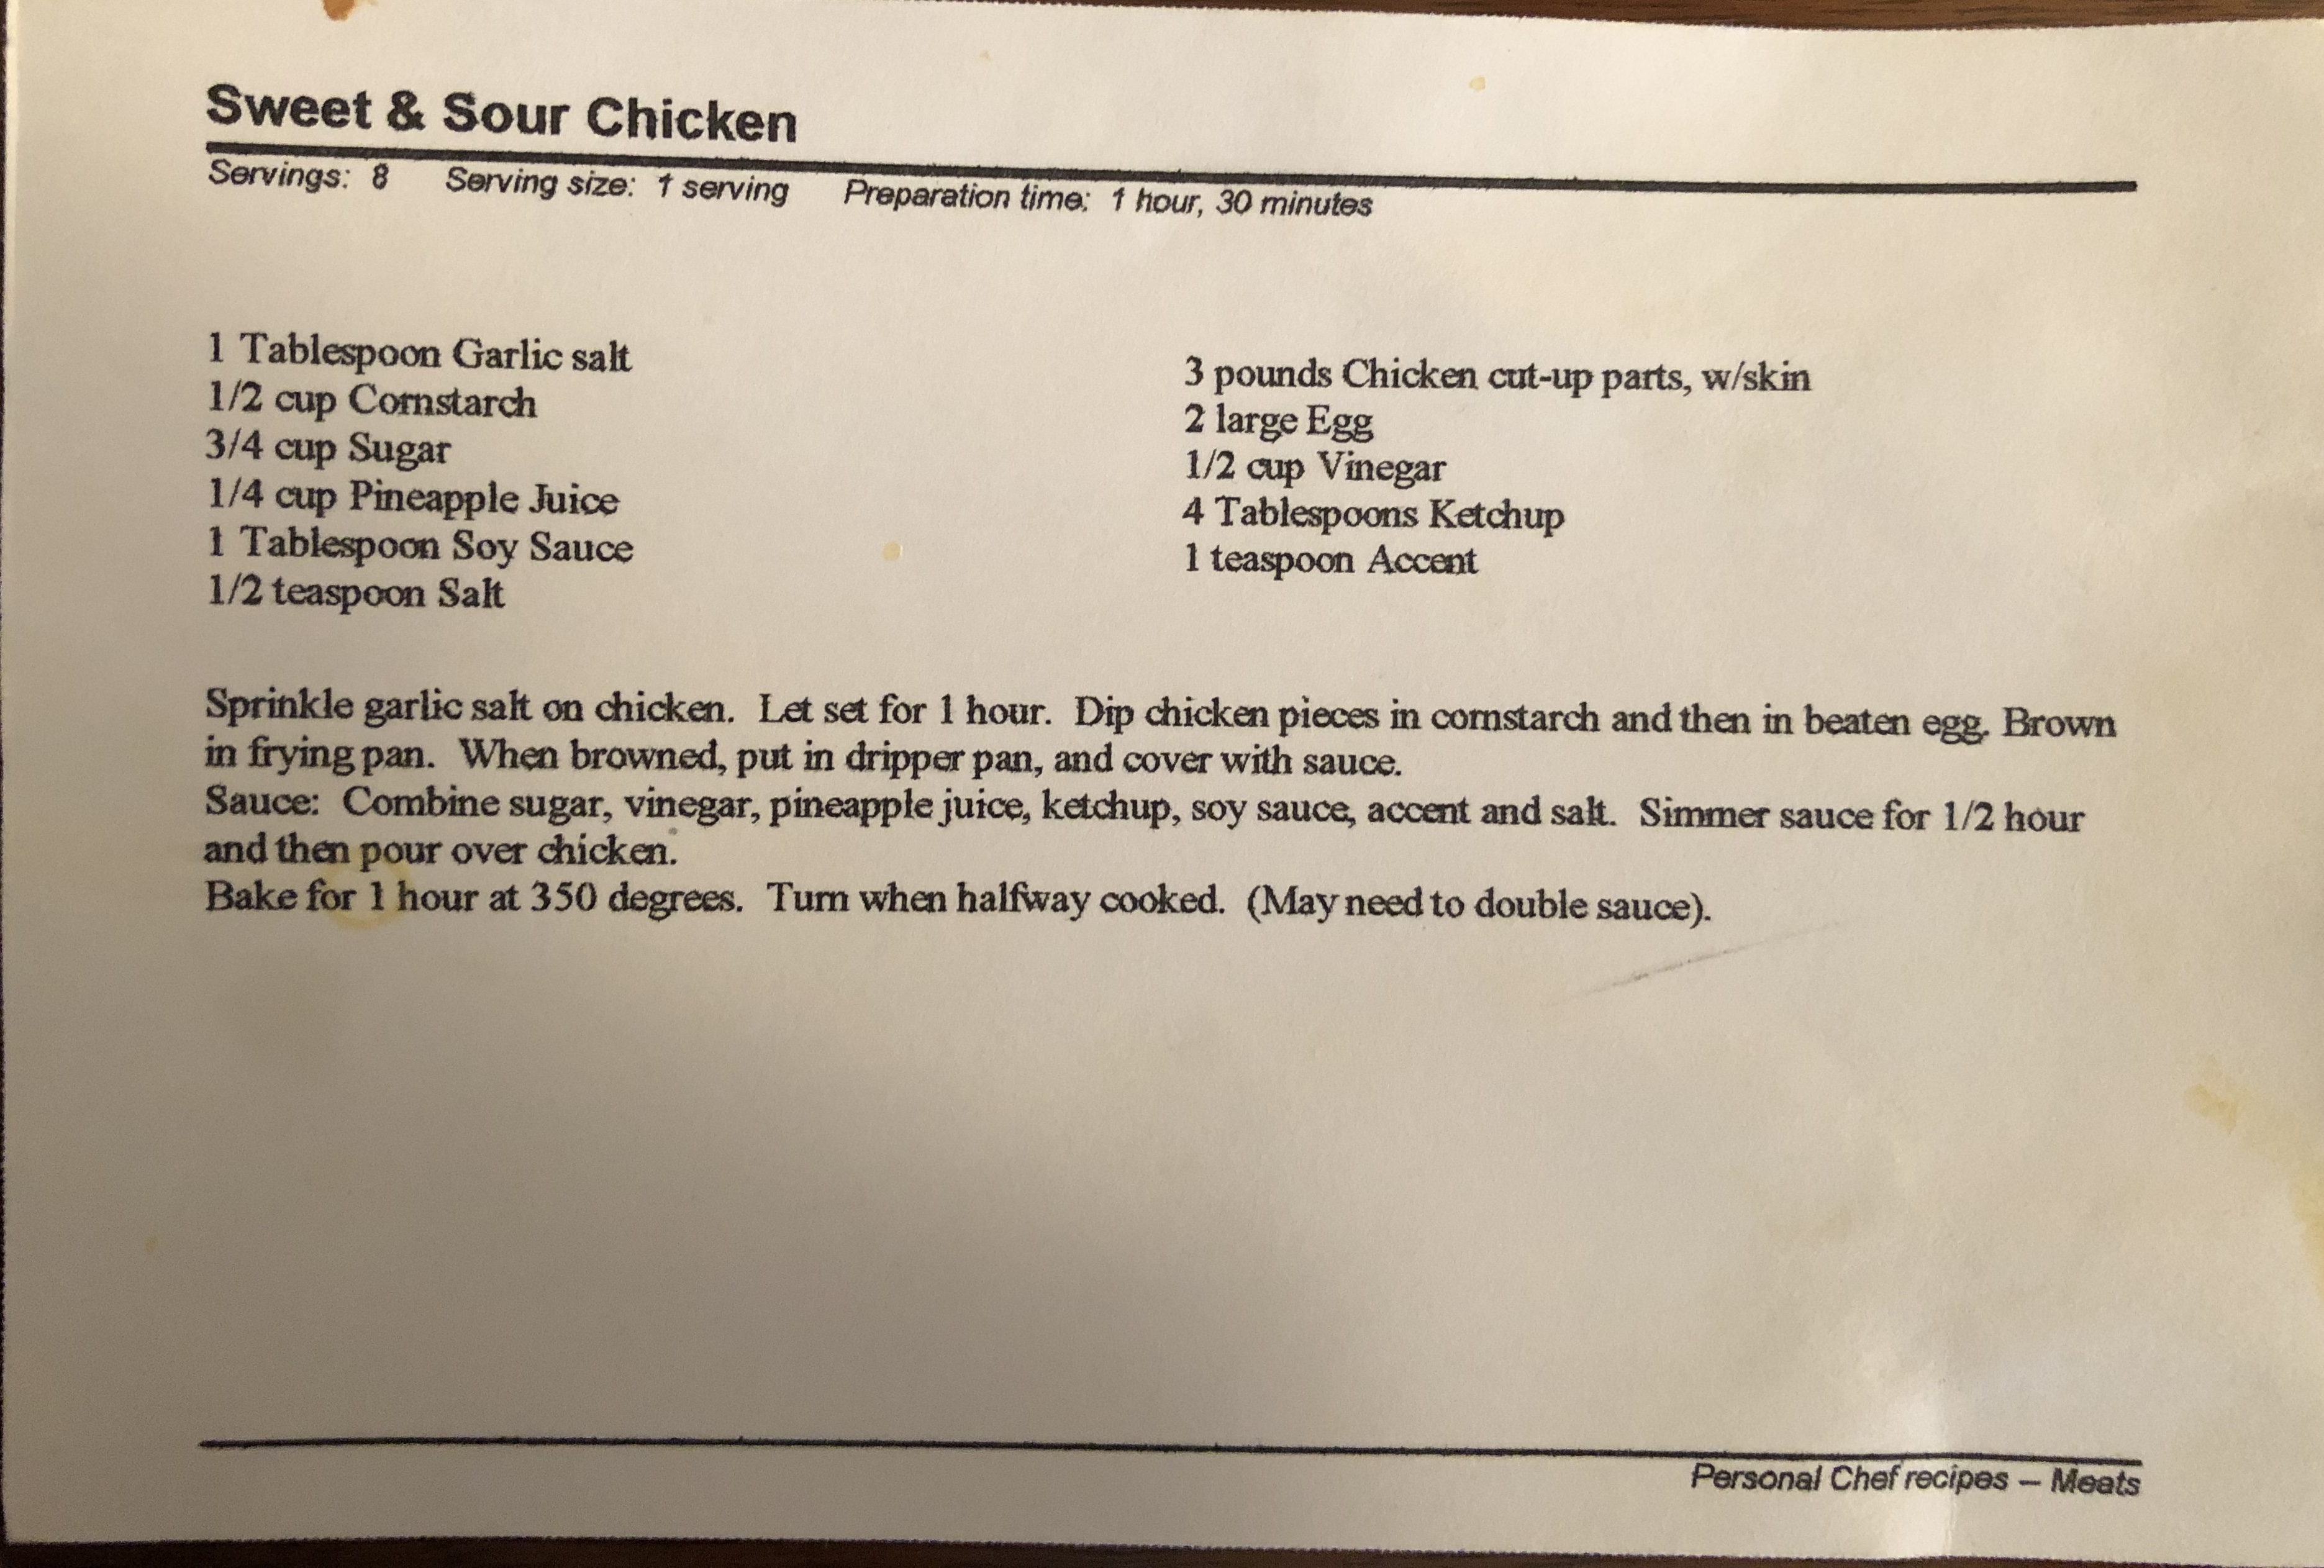 Sweet & Sour Chicken
Servings: 8 Serving size: 1 serving Preparation time: 1 hour, 30 minutes
1 Tablespoon Garlic salt
1/2 cup Cornstarch
3/4 cup Sugar
1/4 cup Pineapple Juice
1 Tablespoon Soy Sauce
1/2 teaspoon Salt
3 pounds Chicken cut-up parts, w/skin
2 large Egg
1/2 cup Vinegar
4 Tablespoons Ketchup
1 teaspoon Accent
Sprinkle garlic salt on chicken. Let set for 1 hour. Dip chicken pieces in cornstarch and then in beaten egg. Brown
in frying pan. When browned, put in dripper pan, and cover with sauce.
Sauce: Combine sugar, vinegar, pineapple juice, ketchup, soy sauce, accent and salt. Simmer sauce for 1/2 hour
and then pour over chicken.
Bake for 1 hour at 350 degrees. Turn when halfway cooked. (May need to double sauce).
Personal Chef recipes – Meats